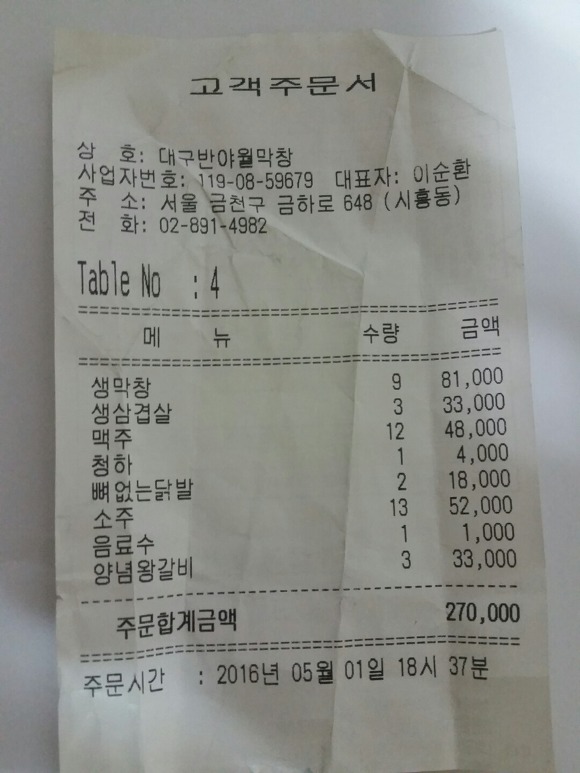 고객주문서
상 호: 대구반야월막창
사업자번호: 119-08-59679 대표자: 이순환
주 소: 서울 금천구 금하로 648 (시흥동)
전 화: 02-891-4982
Table No : 4
메 뉴 수량 금액
생막창 9 81,000
생삼겹살 3 33,000
맥주 12 48,000
청하 1 4,000
뼈없는닭발 2 18,000
소주 13 52,000
음료수 1 1,000
양념왕갈비 3 33,000
주문합계금액 270,000
주문시간 : 2016년 05월 01일 18시 37분